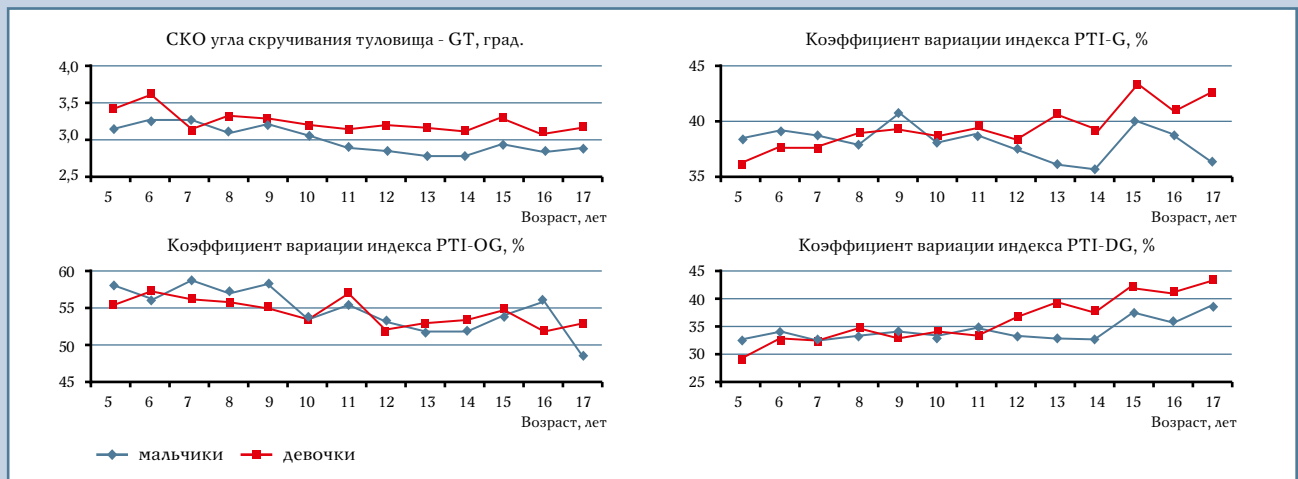 СКО угла скручивания туловища - GT, град.
4,0
3,5
3,0
2,5
5 6 7 8 9 10 11 12 13 14 15 16 17
Возраст, лет
Коэффициент вариации индекса PTI-G, %
45
40
35
5 6 7 8 9 10 11 12 13 14 15 16 17
Возраст, лет
Коэффициент вариации индекса PTI-OG, %
60
55
50
45
5 6 7 8 9 10 11 12 13 14 15 16 17
Возраст, лет
Коэффициент вариации индекса PTI-DG, %
45
40
35
30
25
5 6 7 8 9 10 11 12 13 14 15 16 17
Возраст, лет
мальчики девочки